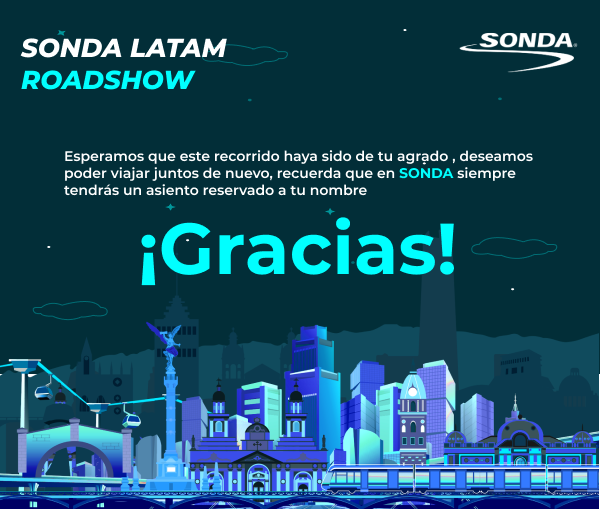 SONDA LATAM
ROADSHOW
SONDA®
Esperamos que este recorrido haya sido de tu agrado , deseamos
poder viajar juntos de nuevo, recuerda que en SONDA siempre
tendrás un asiento reservado a tu nombre
¡Gracias!